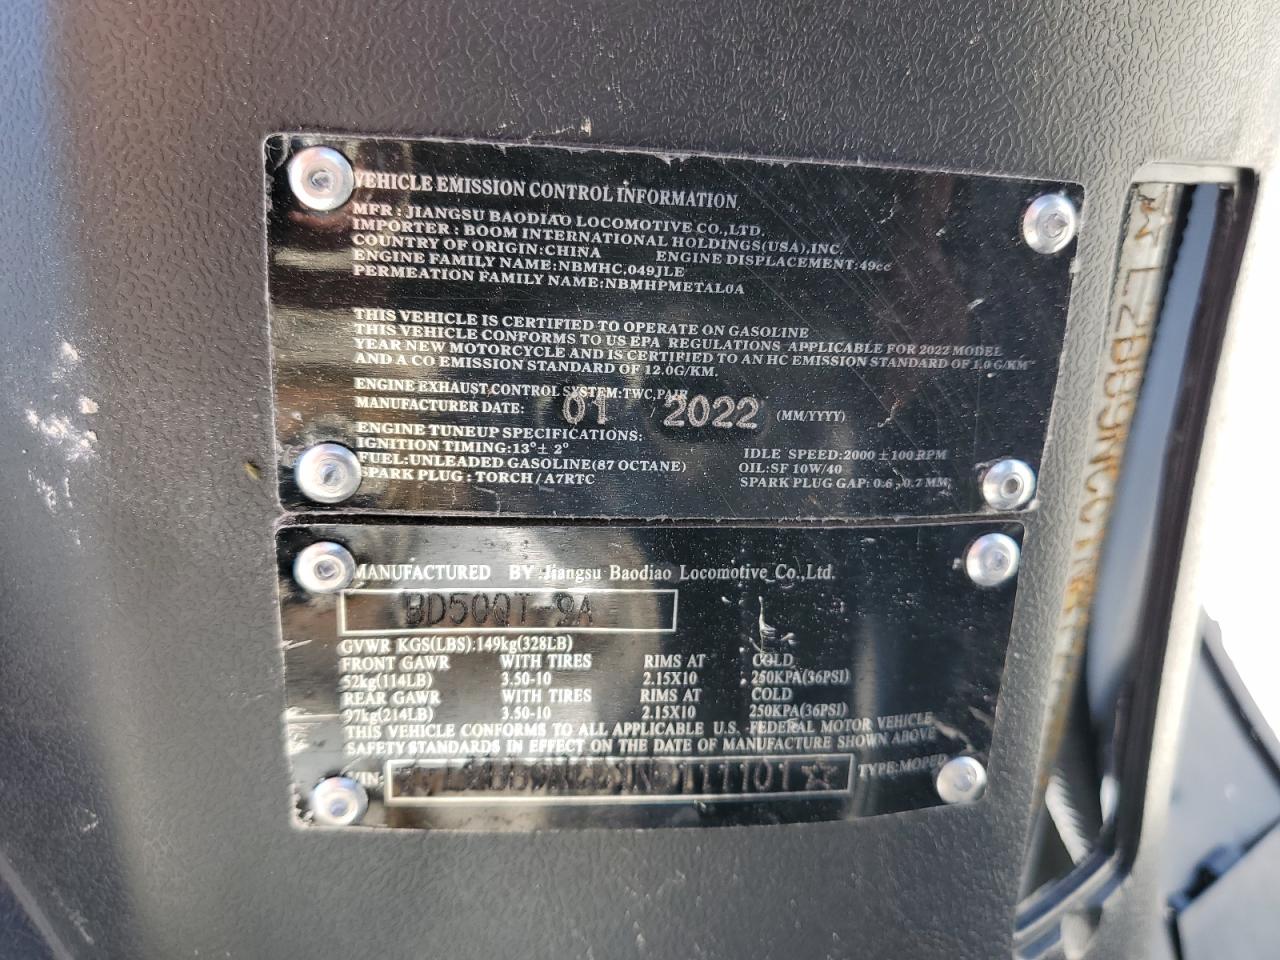 VEHICLE EMISSION CONTROL INFORMATION
MFR : JIANGSU BAODIAO LOCOMOTIVE CO.,LTD.
IMPORTER : BOOM INTERNATIONAL HOLDINGS(USA),INC
COUNTRY OF ORIGIN:CHINA ENGINE DISPLACEMENT:49cc
ENGINE FAMILY NAME:NBMHC.049JLE
PERMEATION FAMILY NAME:NBMHPMETAL0A
THIS VEHICLE IS CERTIFIED TO OPERATE ON GASOLINE
THIS VEHICLE CONFORMS TO US EPA REGULATIONS APPLICABLE FOR 2022 MODEL
YEAR NEW MOTORCYCLE AND IS CERTIFIED TO AN HC EMISSION STANDARD OF 1.0 G/KM
AND A CO EMISSION STANDARD OF 12.0G/KM.
ENGINE EXHAUST CONTROL SYSTEM:TWC,PAIR
MANUFACTURER DATE: 01 / 2022 (MM/YYYY)
ENGINE TUNEUP SPECIFICATIONS:
IGNITION TIMING:13°± 2° IDLE SPEED:2000 ± 100 RPM
FUEL:UNLEADED GASOLINE(87 OCTANE) OIL:SF 10W/40
SPARK PLUG : TORCH / A7RTC SPARK PLUG GAP: 0.6 - 0.7 MM
MANUFACTURED BY :Jiangsu Baodiao Locomotive Co.,Ltd.
BD50QT-9A
GVWR KGS(LBS):149kg(328LB)
FRONT GAWR WITH TIRES RIMS AT COLD
52kg(114LB) 3.50-10 2.15X10 250KPA(36PSI)
REAR GAWR WITH TIRES RIMS AT COLD
97kg(214LB) 3.50-10 2.15X10 250KPA(36PSI)
THIS VEHICLE CONFORMS TO ALL APPLICABLE U.S. FEDERAL MOTOR VEHICLE
SAFETY STANDARDS IN EFFECT ON THE DATE OF MANUFACTURE SHOWN ABOVE
VIN: TYPE:MOPED